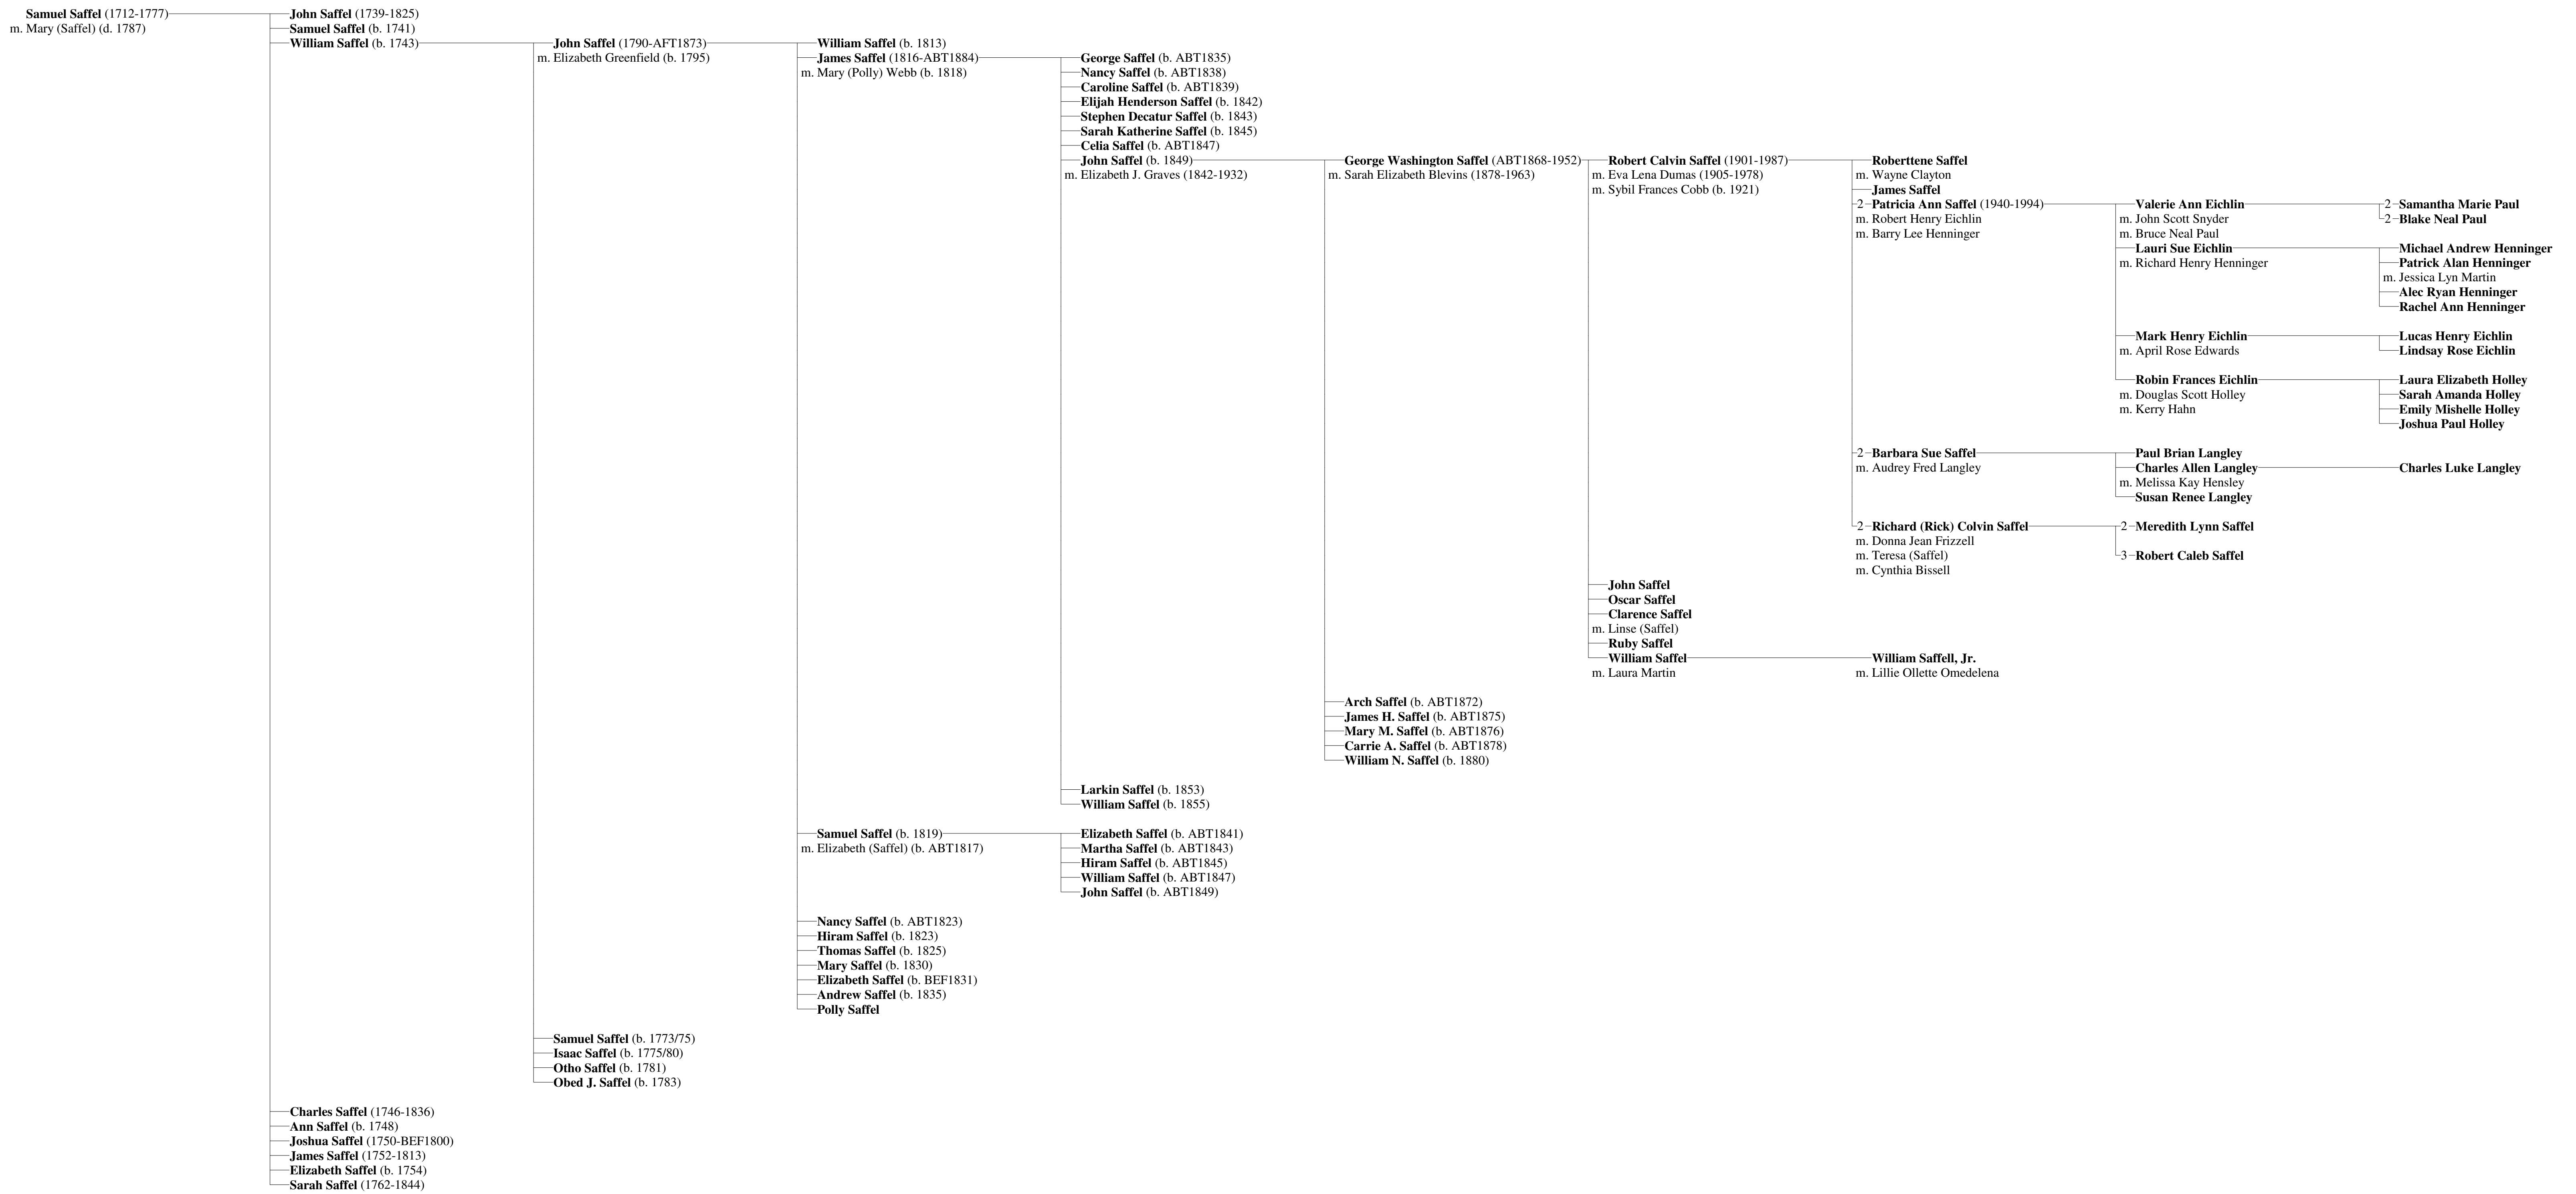 Samuel Saffel (1712-1777)
m. Mary (Saffel) (d. 1787)
John Saffel (1739-1825)
Samuel Saffel (b. 1741)
William Saffel (b. 1743)
John Saffel (1790-AFT1873)
m. Elizabeth Greenfield (b. 1795)
William Saffel (b. 1813)
James Saffel (1816-ABT1884)
m. Mary (Polly) Webb (b. 1818)
George Saffel (b. ABT1835)
Nancy Saffel (b. ABT1838)
Caroline Saffel (b. ABT1839)
Elijah Henderson Saffel (b. 1842)
Stephen Decatur Saffel (b. 1843)
Sarah Katherine Saffel (b. 1845)
Celia Saffel (b. ABT1847)
John Saffel (b. 1849)
m. Elizabeth J. Graves (1842-1932)
George Washington Saffel (ABT1868-1952)
m. Sarah Elizabeth Blevins (1878-1963)
Robert Calvin Saffel (1901-1987)
m. Eva Lena Dumas (1905-1978)
m. Sybil Frances Cobb (b. 1921)
Roberttene Saffel
m. Wayne Clayton
James Saffel
2 Patricia Ann Saffel (1940-1994)
m. Robert Henry Eichlin
m. Barry Lee Henninger
Valerie Ann Eichlin
m. John Scott Snyder
m. Bruce Neal Paul
2 Samantha Marie Paul
2 Blake Neal Paul
Lauri Sue Eichlin
m. Richard Henry Henninger
Michael Andrew Henninger
Patrick Alan Henninger
m. Jessica Lyn Martin
Alec Ryan Henninger
Rachel Ann Henninger
Mark Henry Eichlin
m. April Rose Edwards
Lucas Henry Eichlin
Lindsay Rose Eichlin
Robin Frances Eichlin
m. Douglas Scott Holley
m. Kerry Hahn
Laura Elizabeth Holley
Sarah Amanda Holley
Emily Mishelle Holley
Joshua Paul Holley
2 Barbara Sue Saffel
m. Audrey Fred Langley
Paul Brian Langley
Charles Allen Langley
m. Melissa Kay Hensley
Charles Luke Langley
Susan Renee Langley
2 Richard (Rick) Colvin Saffel
m. Donna Jean Frizzell
m. Teresa (Saffel)
m. Cynthia Bissell
2 Meredith Lynn Saffel
3 Robert Caleb Saffel
John Saffel
Oscar Saffel
Clarence Saffel
m. Linse (Saffel)
Ruby Saffel
William Saffel
m. Laura Martin
William Saffell, Jr.
m. Lillie Ollette Omedelena
Arch Saffel (b. ABT1872)
James H. Saffel (b. ABT1875)
Mary M. Saffel (b. ABT1876)
Carrie A. Saffel (b. ABT1878)
William N. Saffel (b. 1880)
Larkin Saffel (b. 1853)
William Saffel (b. 1855)
Samuel Saffel (b. 1819)
m. Elizabeth (Saffel) (b. ABT1817)
Elizabeth Saffel (b. ABT1841)
Martha Saffel (b. ABT1843)
Hiram Saffel (b. ABT1845)
William Saffel (b. ABT1847)
John Saffel (b. ABT1849)
Nancy Saffel (b. ABT1823)
Hiram Saffel (b. 1823)
Thomas Saffel (b. 1825)
Mary Saffel (b. 1830)
Elizabeth Saffel (b. BEF1831)
Andrew Saffel (b. 1835)
Polly Saffel
Samuel Saffel (b. 1773/75)
Isaac Saffel (b. 1775/80)
Otho Saffel (b. 1781)
Obed J. Saffel (b. 1783)
Charles Saffel (1746-1836)
Ann Saffel (b. 1748)
Joshua Saffel (1750-BEF1800)
James Saffel (1752-1813)
Elizabeth Saffel (b. 1754)
Sarah Saffel (1762-1844)